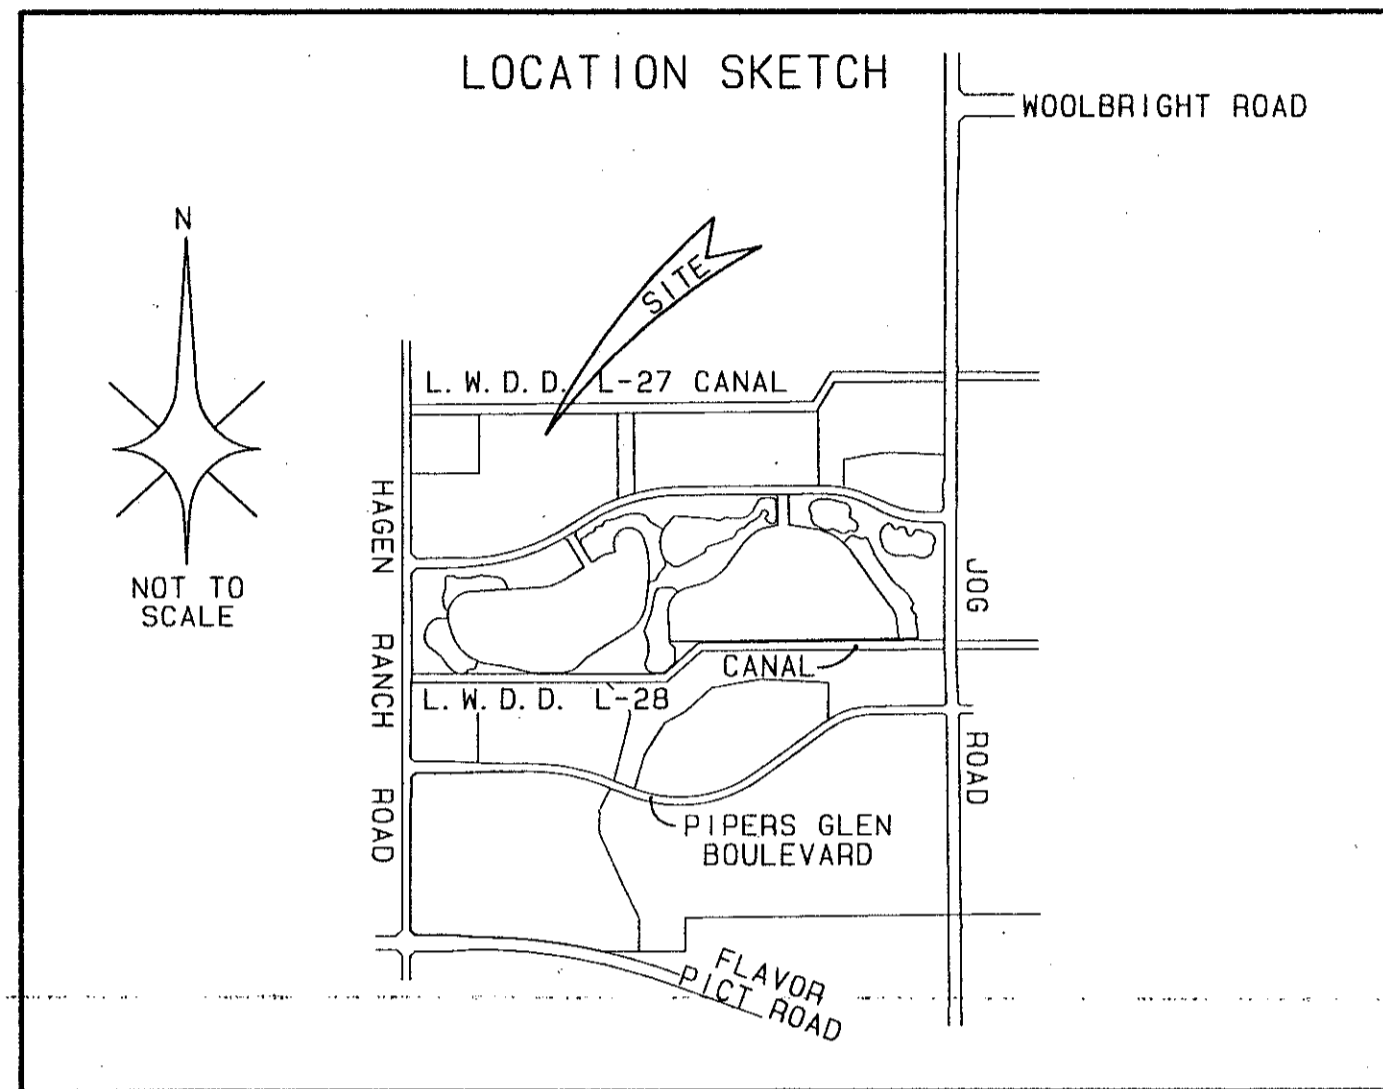 LOCATION SKETCH
WOOLBRIGHT ROAD
N
SITE
L. W. D. D. L-27 CANAL
NOT TO
SCALE
HAGEN RANCH ROAD
JOG ROAD
CANAL
L. W. D. D. L-28
PIPERS GLEN
BOULEVARD
FLAVOR
PICT ROAD